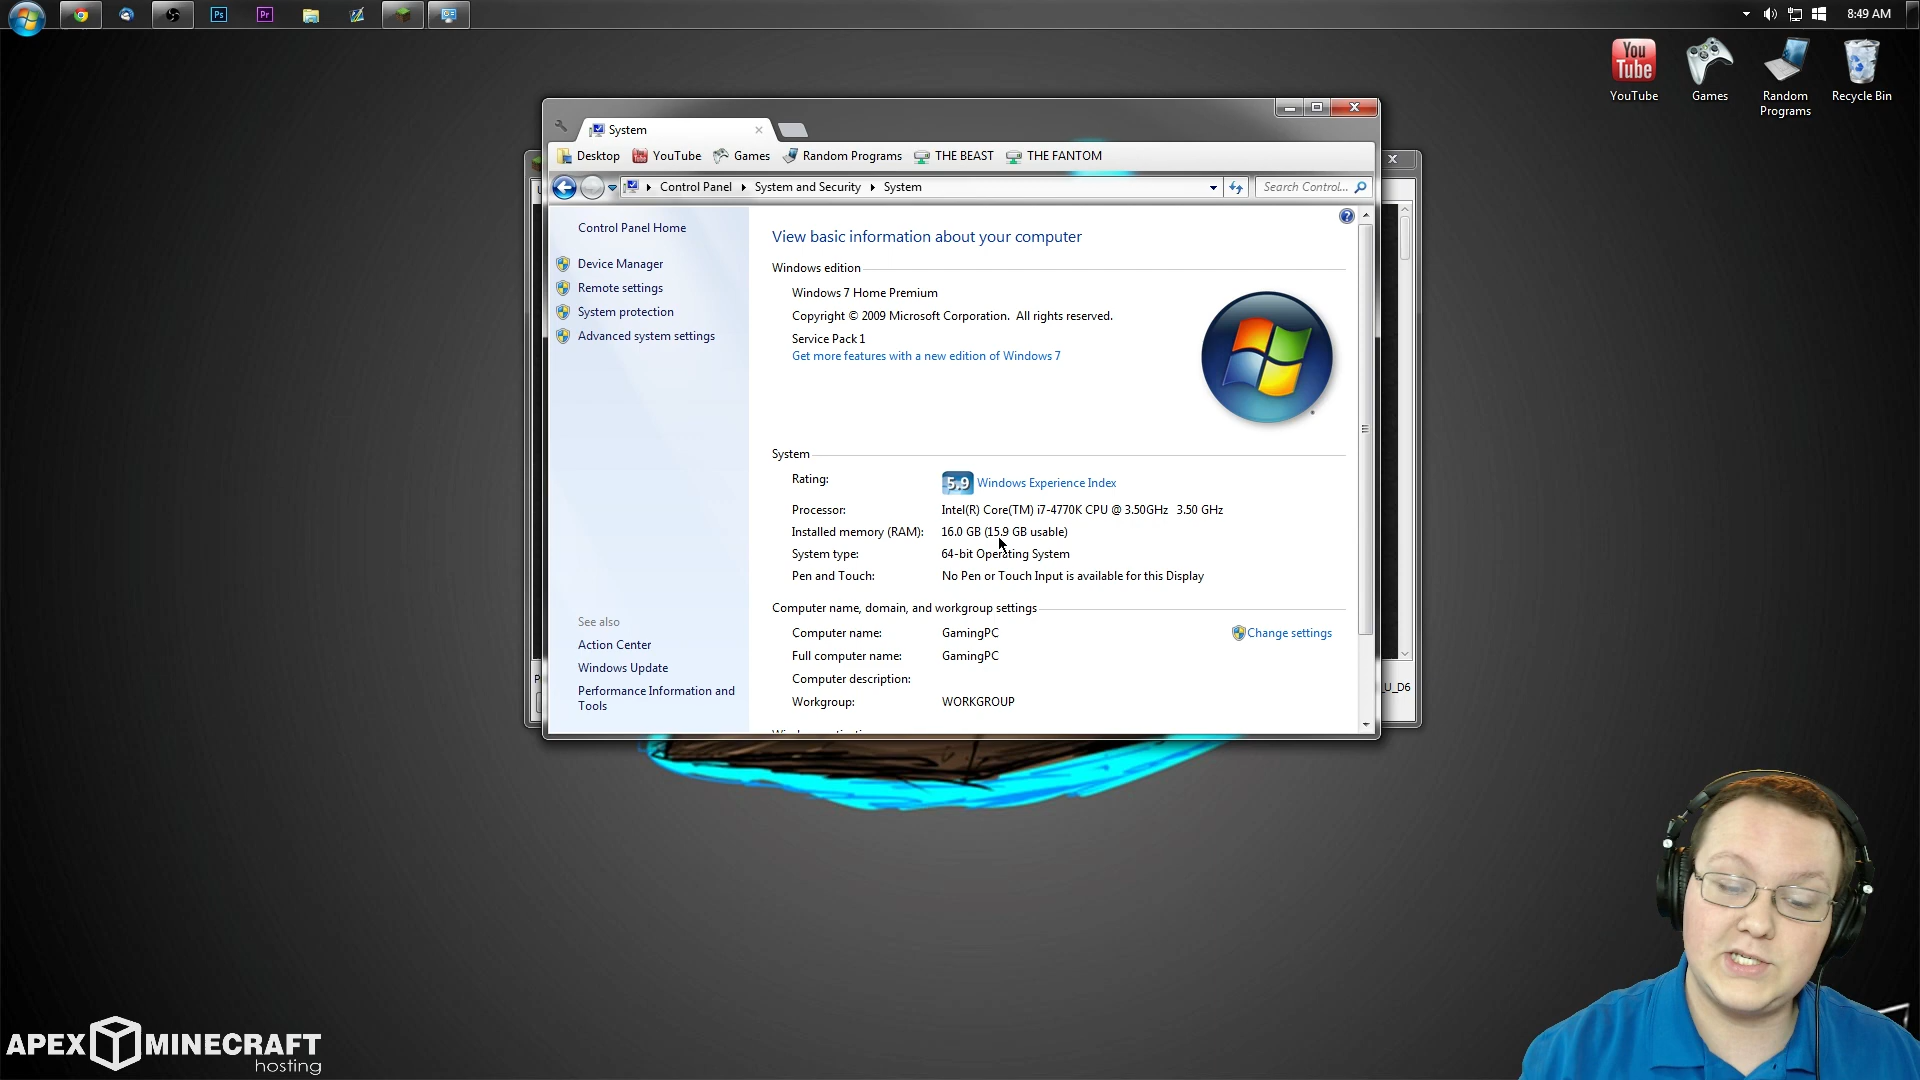 Ps
Pr
8:49 AM
You
Tube
YouTube
Games
Random
Programs
Recycle Bin
System
Desktop
YouTube
Games
Random Programs
THE BEAST
THE FANTOM
Control Panel
System and Security
System
Search Control...
Control Panel Home
Device Manager
Remote settings
System protection
Advanced system settings
See also
Action Center
Windows Update
Performance Information and
Tools
View basic information about your computer
Windows edition
Windows 7 Home Premium
Copyright © 2009 Microsoft Corporation. All rights reserved.
Service Pack 1
Get more features with a new edition of Windows 7
System
Rating:
5.9 Windows Experience Index
Processor:
Intel(R) Core(TM) i7-4770K CPU @ 3.50GHz 3.50 GHz
Installed memory (RAM):
16.0 GB (15.9 GB usable)
System type:
64-bit Operating System
Pen and Touch:
No Pen or Touch Input is available for this Display
Computer name, domain, and workgroup settings
Computer name:
GamingPC
Change settings
Full computer name:
GamingPC
Computer description:
Workgroup:
WORKGROUP
_U_D6
APEX MINECRAFT
hosting